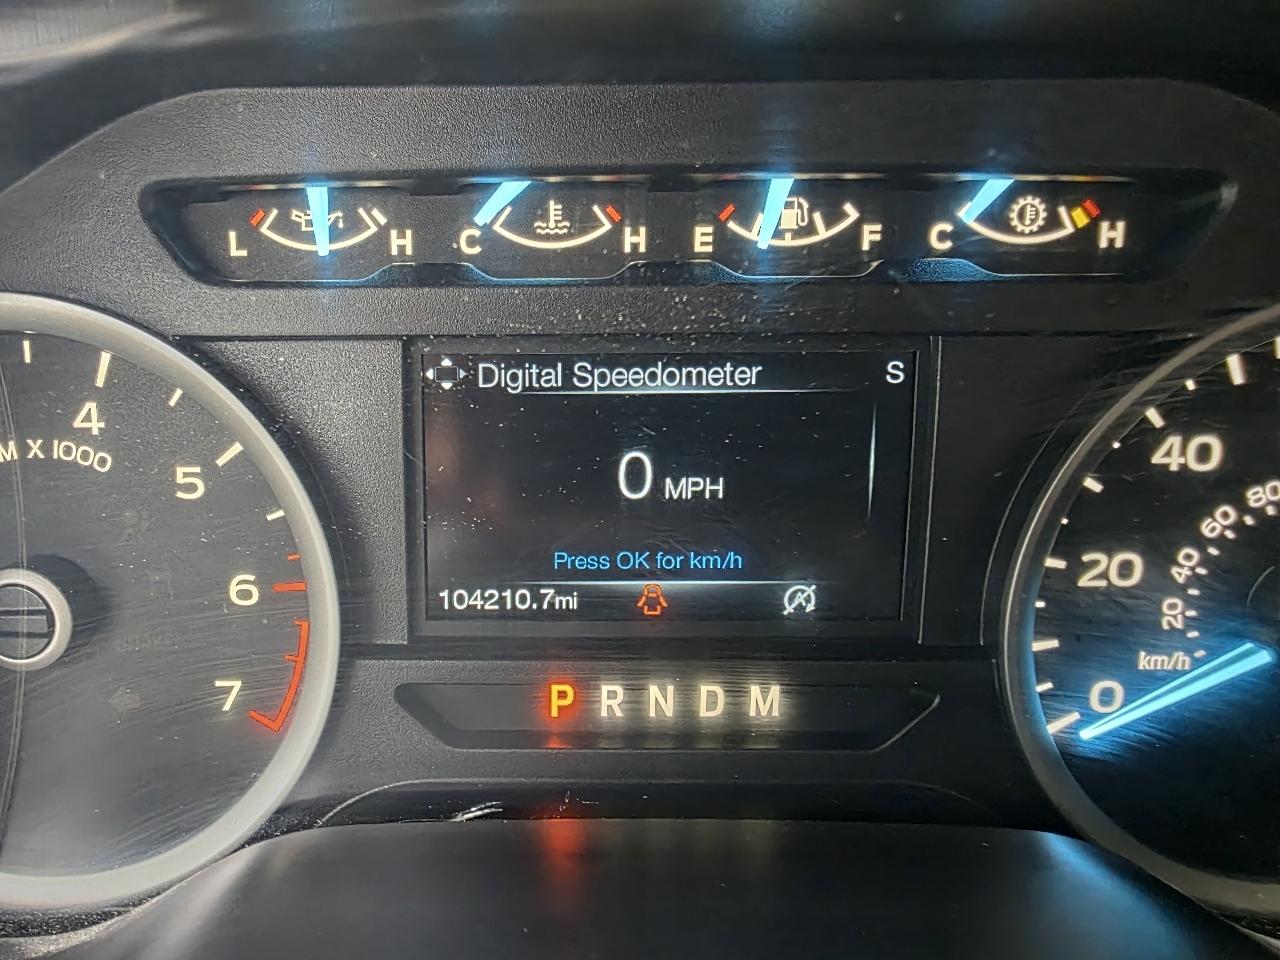 L H C H E F C H
Digital Speedometer S
0 MPH
Press OK for km/h
104210.7mi
P R N D M
4
X 1000
5
6
7
40
20
0
80
60
40
20
km/h